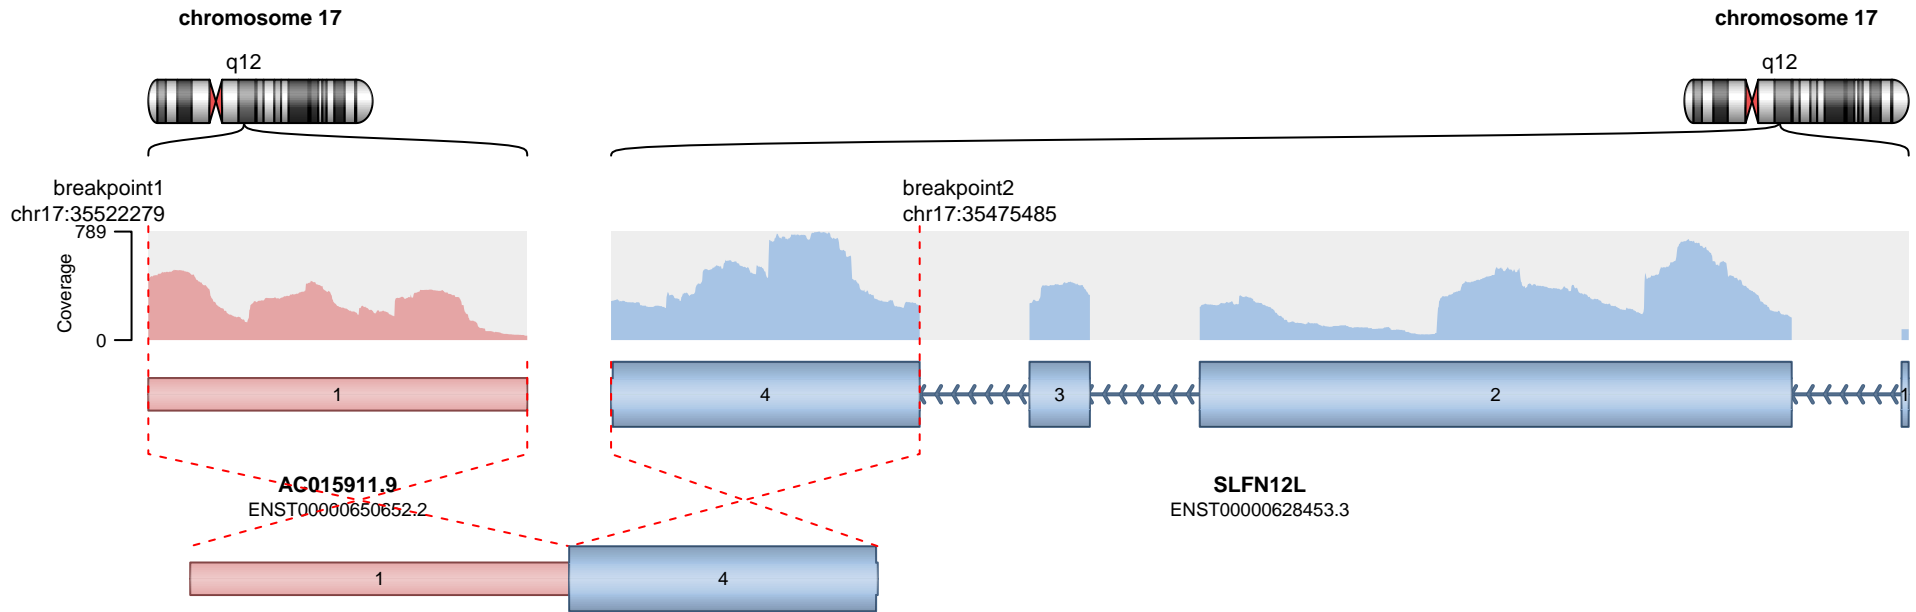 chromosome 17
chromosome 17
q12
q12
breakpoint1
chr17:35522279
breakpoint2
chr17:35475485
789
Coverage
0
1
4
3
2
1
AC015911.9
ENST00000650652.2
SLFN12L
ENST00000628453.3
1
4